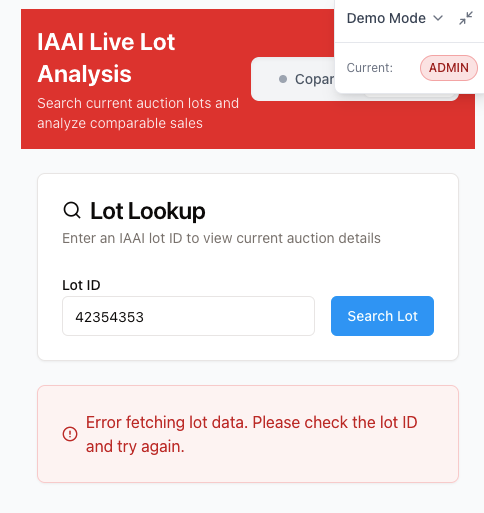 IAAI Live Lot
Analysis
Search current auction lots and
analyze comparable sales
Demo Mode
Current:
ADMIN
Lot Lookup
Enter an IAAI lot ID to view current auction details
Lot ID
42354353
Search Lot
Error fetching lot data. Please check the lot ID
and try again.